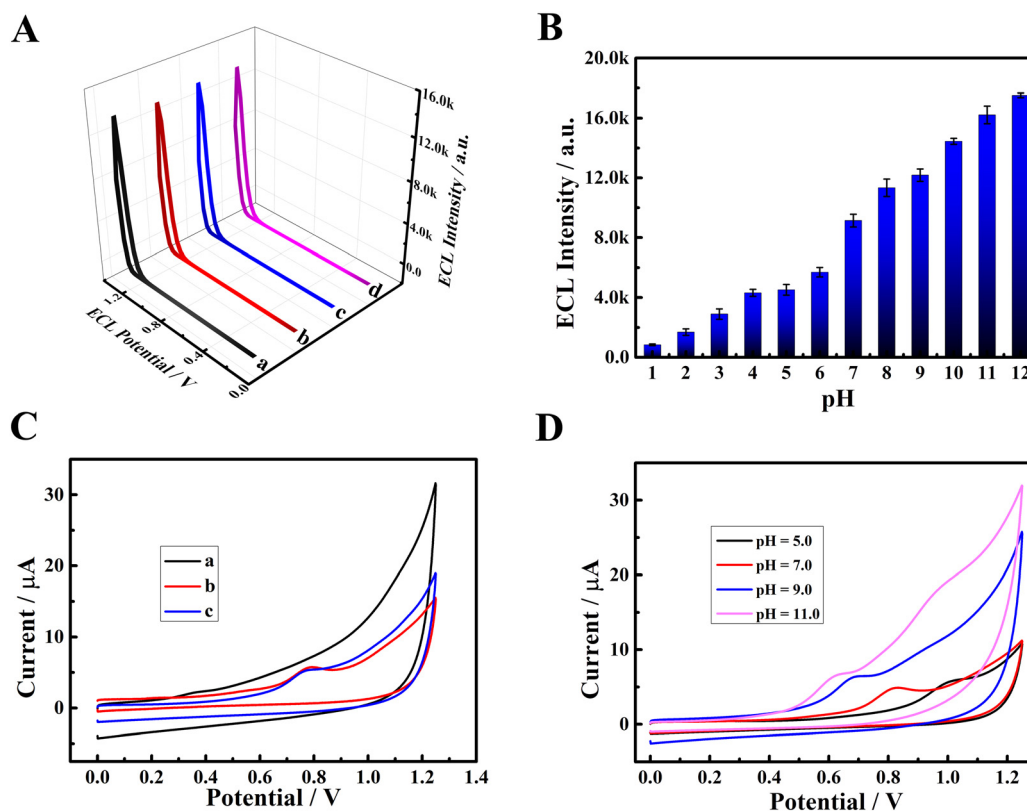 A
16.0k
12.0k
8.0k
4.0k
0.0
ECL Intensity / a.u.
1.2
0.8
0.4
0.0
ECL Potential / V
a
b
c
d
B
20.0k
16.0k
12.0k
8.0k
4.0k
0.0
ECL Intensity / a.u.
1 2 3 4 5 6 7 8 9 10 11 12
pH
C
30
20
10
0
Current / μA
a
b
c
0.0 0.2 0.4 0.6 0.8 1.0 1.2 1.4
Potential / V
D
30
20
10
0
Current / μA
pH = 5.0
pH = 7.0
pH = 9.0
pH = 11.0
0.0 0.2 0.4 0.6 0.8 1.0 1.2
Potential / V